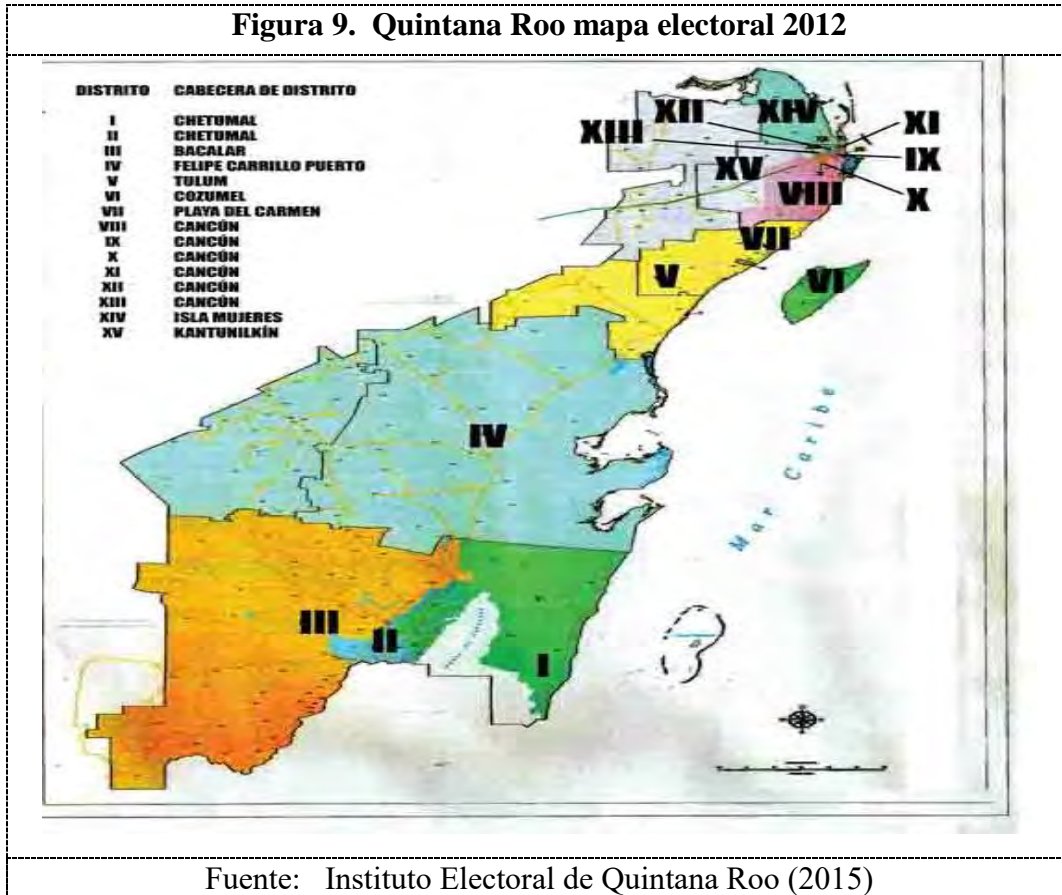 Figura 9. Quintana Roo mapa electoral 2012
DISTRITO CABECERA DE DISTRITO
I CHETUMAL
II CHETUMAL
III BACALAR
IV FELIPE CARRILLO PUERTO
V TULUM
VI COZUMEL
VII PLAYA DEL CARMEN
VIII CANCÚN
IX CANCÚN
X CANCÚN
XI CANCÚN
XII CANCÚN
XIII CANCÚN
XIV ISLA MUJERES
XV KANTUNILKÍN
XII XIV XI
XIII IX
XV VIII X
VII
V VI
IV
Mar Caribe
III II I
Fuente: Instituto Electoral de Quintana Roo (2015)